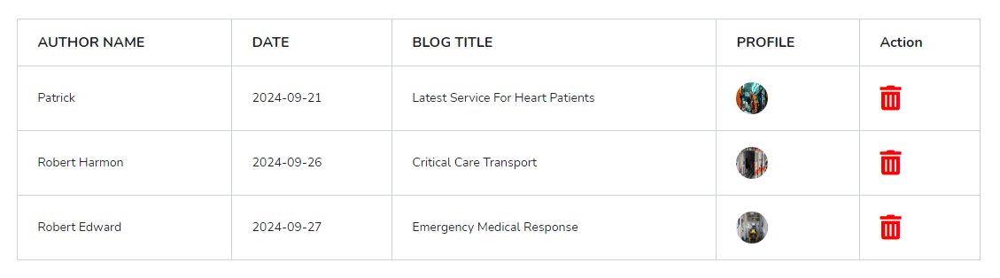 AUTHOR NAME DATE BLOG TITLE PROFILE Action
Patrick 2024-09-21 Latest Service For Heart Patients
Robert Harmon 2024-09-26 Critical Care Transport
Robert Edward 2024-09-27 Emergency Medical Response